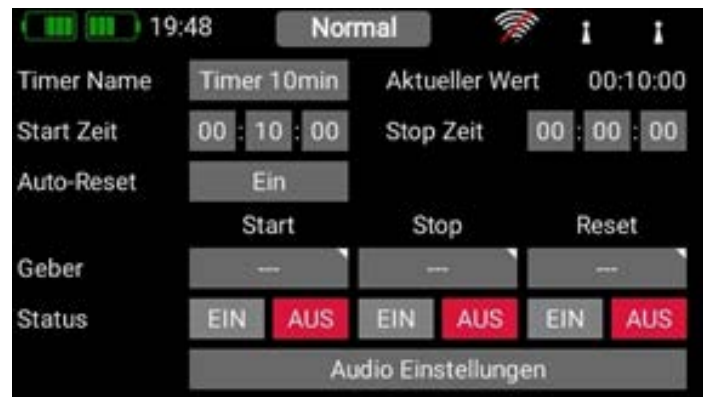 19:48 Normal
Timer Name Timer 10min Aktueller Wert 00:10:00
Start Zeit 00 : 10 : 00 Stop Zeit 00 : 00 : 00
Auto-Reset Ein
Start Stop Reset
Geber --- --- ---
Status EIN AUS EIN AUS EIN AUS
Audio Einstellungen